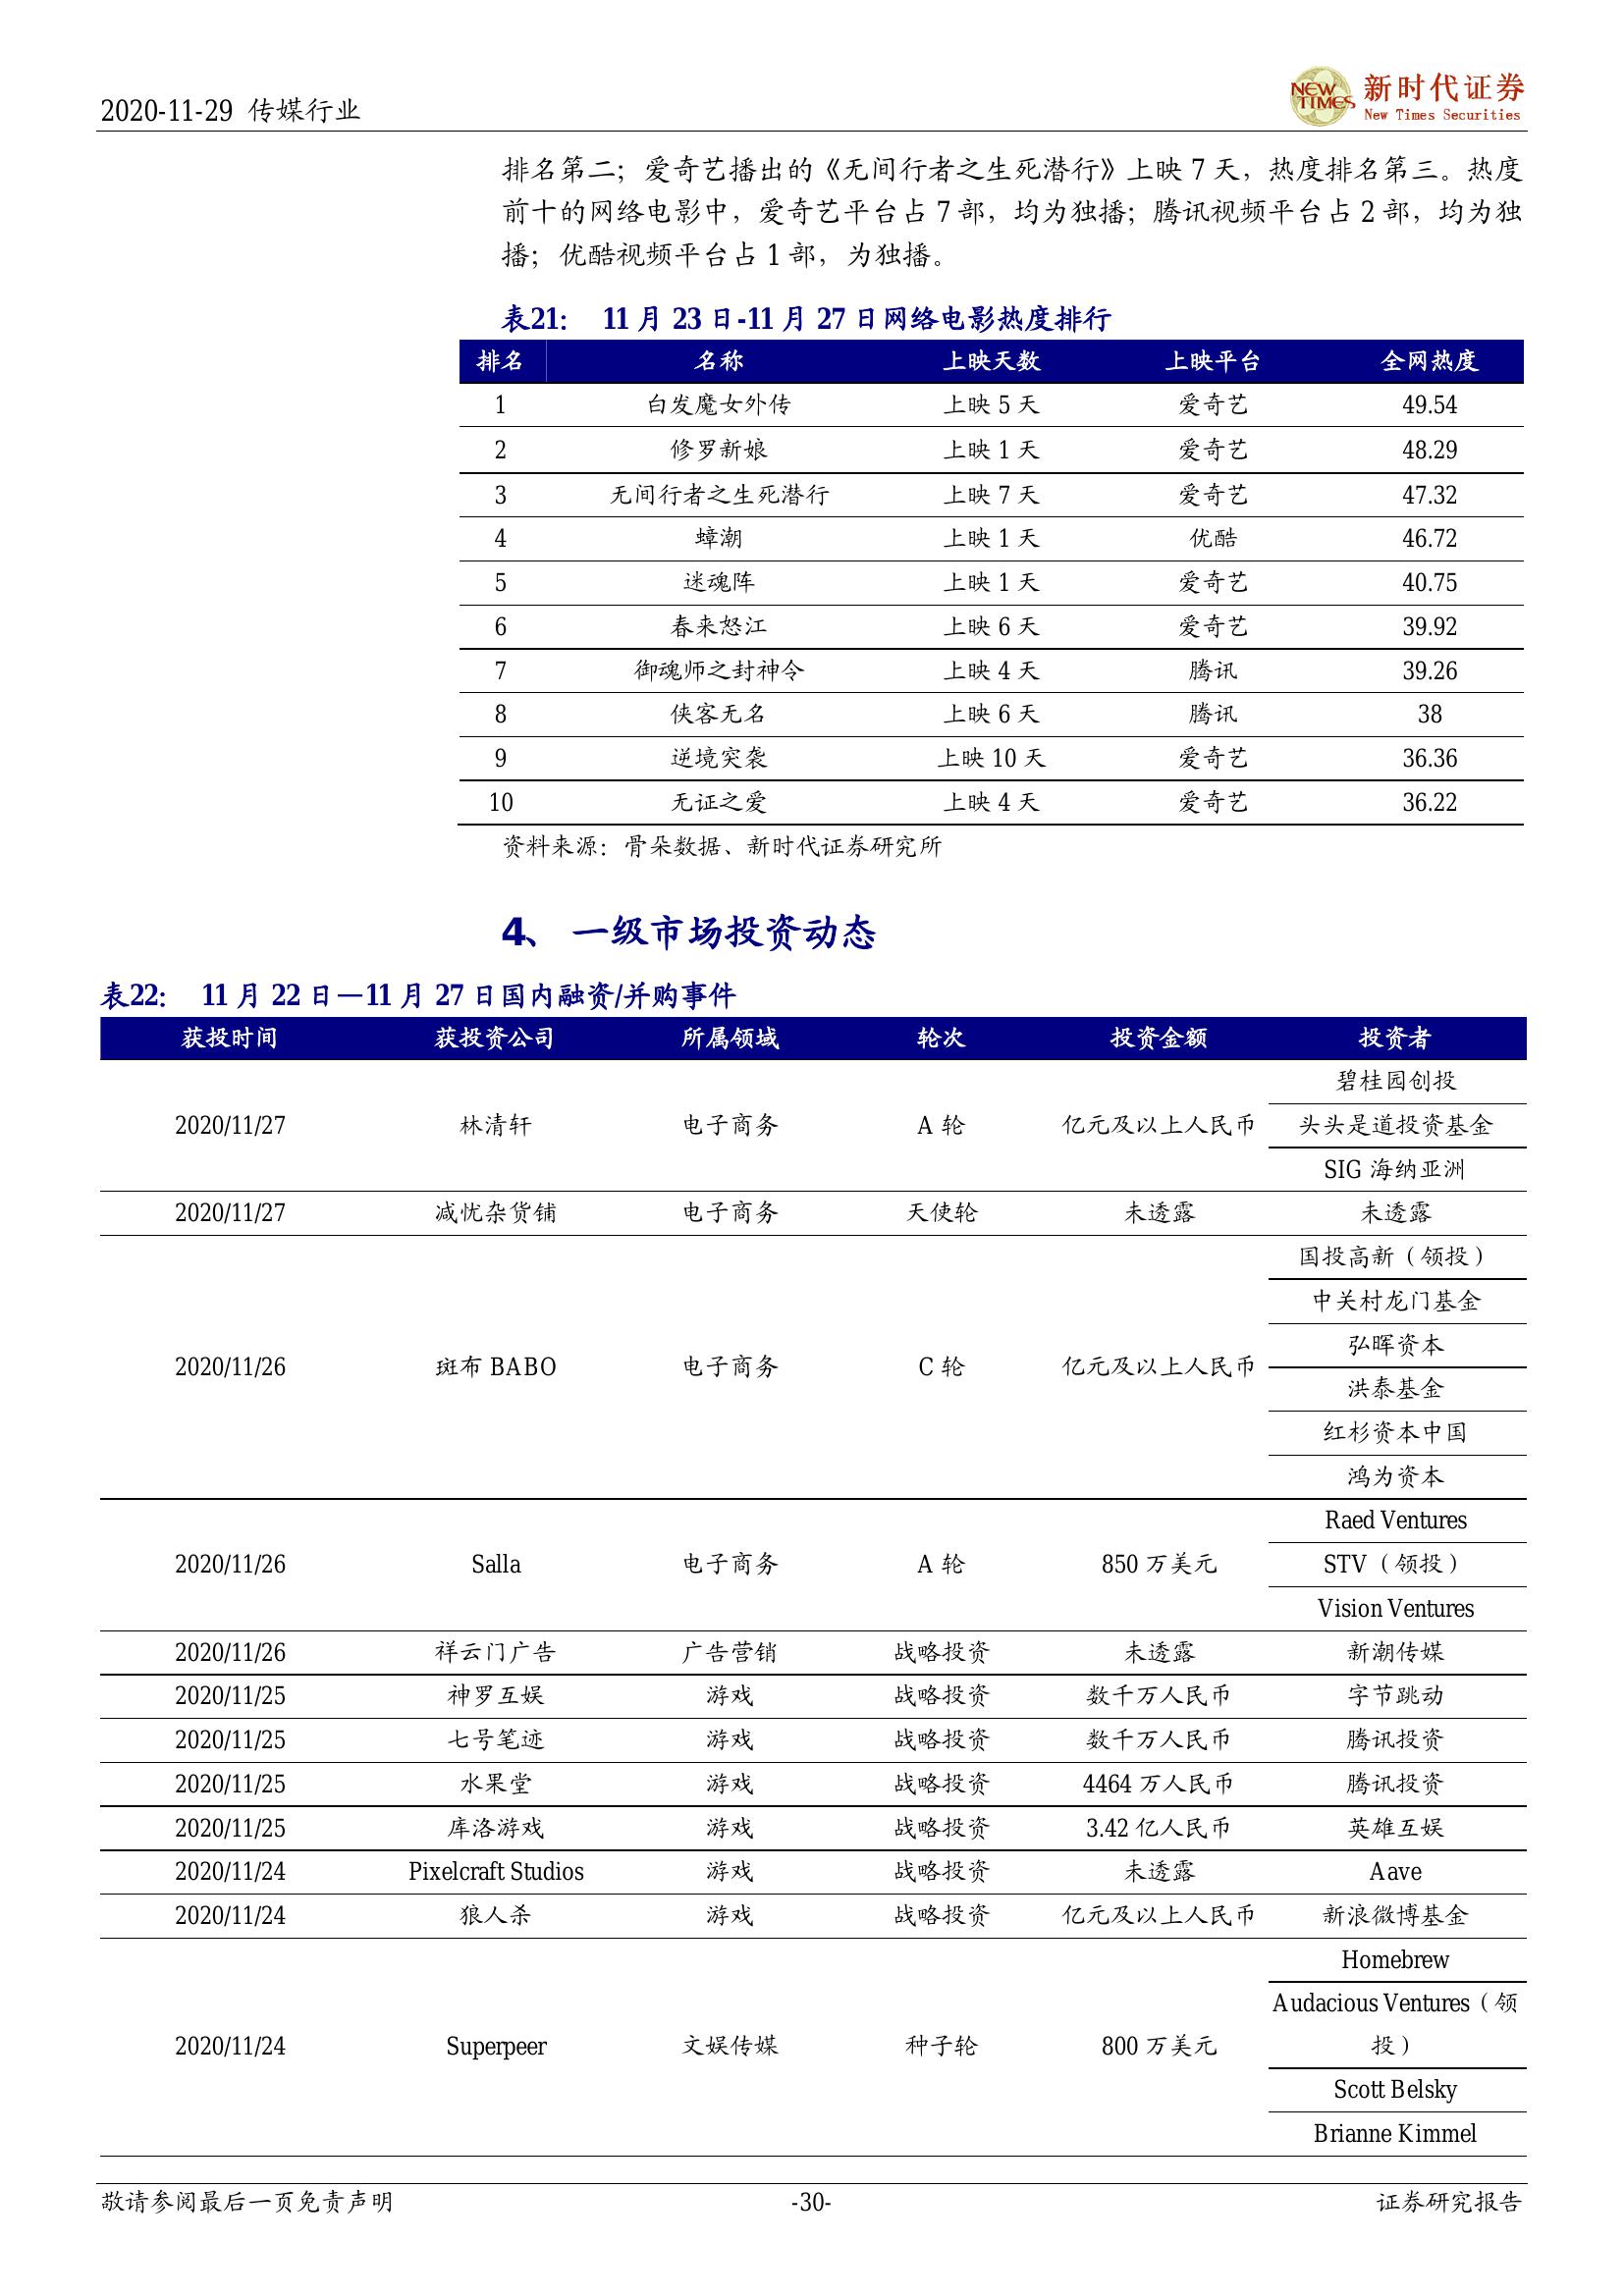 2020-11-29 传媒行业
NEW
TIMES
新时代证券
New Times Securities
排名第二；爱奇艺播出的《无间行者之生死潜行》上映 7 天，热度排名第三。热度
前十的网络电影中，爱奇艺平台占 7 部，均为独播；腾讯视频平台占 2 部，均为独
播；优酷视频平台占 1 部，为独播。
表21： 11 月 23 日-11 月 27 日网络电影热度排行
排名 名称 上映天数 上映平台 全网热度
1 白发魔女外传 上映 5 天 爱奇艺 49.54
2 修罗新娘 上映 1 天 爱奇艺 48.29
3 无间行者之生死潜行 上映 7 天 爱奇艺 47.32
4 蟑潮 上映 1 天 优酷 46.72
5 迷魂阵 上映 1 天 爱奇艺 40.75
6 春来怒江 上映 6 天 爱奇艺 39.92
7 御魂师之封神令 上映 4 天 腾讯 39.26
8 侠客无名 上映 6 天 腾讯 38
9 逆境突袭 上映 10 天 爱奇艺 36.36
10 无证之爱 上映 4 天 爱奇艺 36.22
资料来源：骨朵数据、新时代证券研究所
4、 一级市场投资动态
表22： 11 月 22 日—11 月 27 日国内融资/并购事件
获投时间 获投资公司 所属领域 轮次 投资金额 投资者
碧桂园创投
2020/11/27 林清轩 电子商务 A 轮 亿元及以上人民币 头头是道投资基金
SIG 海纳亚洲
2020/11/27 减忧杂货铺 电子商务 天使轮 未透露 未透露
国投高新（领投）
中关村龙门基金
弘晖资本
2020/11/26 斑布 BABO 电子商务 C 轮 亿元及以上人民币
洪泰基金
红杉资本中国
鸿为资本
Raed Ventures
2020/11/26 Salla 电子商务 A 轮 850 万美元 STV（领投）
Vision Ventures
2020/11/26 祥云门广告 广告营销 战略投资 未透露 新潮传媒
2020/11/25 神罗互娱 游戏 战略投资 数千万人民币 字节跳动
2020/11/25 七号笔迹 游戏 战略投资 数千万人民币 腾讯投资
2020/11/25 水果堂 游戏 战略投资 4464 万人民币 腾讯投资
2020/11/25 库洛游戏 游戏 战略投资 3.42 亿人民币 英雄互娱
2020/11/24 Pixelcraft Studios 游戏 战略投资 未透露 Aave
2020/11/24 狼人杀 游戏 战略投资 亿元及以上人民币 新浪微博基金
Homebrew
Audacious Ventures（领
2020/11/24 Superpeer 文娱传媒 种子轮 800 万美元 投）
Scott Belsky
Brianne Kimmel
敬请参阅最后一页免责声明 -30- 证券研究报告